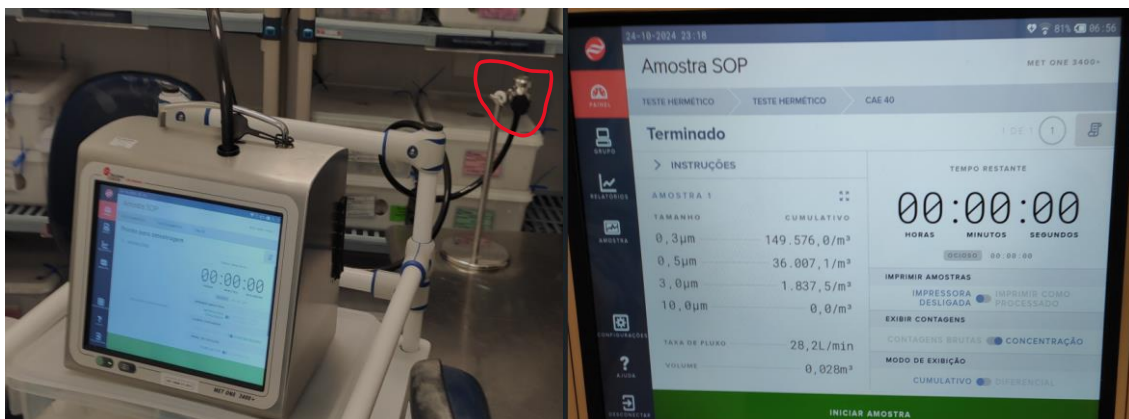 Amostra SOP
00:00:00
MET ONE 3400+
24-10-2024 23:18
81% 06:56
Amostra SOP
MET ONE 3400+
PAINEL
TESTE HERMÉTICO TESTE HERMÉTICO CAE 40
Terminado
1 DE 1 1
GRUPO
> INSTRUÇÕES
TEMPO RESTANTE
RELATÓRIOS
AMOSTRA 1
00:00:00
TAMANHO CUMULATIVO
HORAS MINUTOS SEGUNDOS
AMOSTRA
0,3µm 149.576,0/m³
OCIOSO 00:00:00
0,5µm 36.007,1/m³
IMPRIMIR AMOSTRAS
3,0µm 1.837,5/m³
IMPRESSORA DESLIGADA IMPRIMIR COMO PROCESSADO
10,0µm 0,0/m³
EXIBIR CONTAGENS
CONFIGURAÇÕES
CONTAGENS BRUTAS CONCENTRAÇÃO
TAXA DE FLUXO 28,2L/min
MODO DE EXIBIÇÃO
AJUDA
VOLUME 0,028m³
CUMULATIVO DIFERENCIAL
DESCONECTAR
INICIAR AMOSTRA